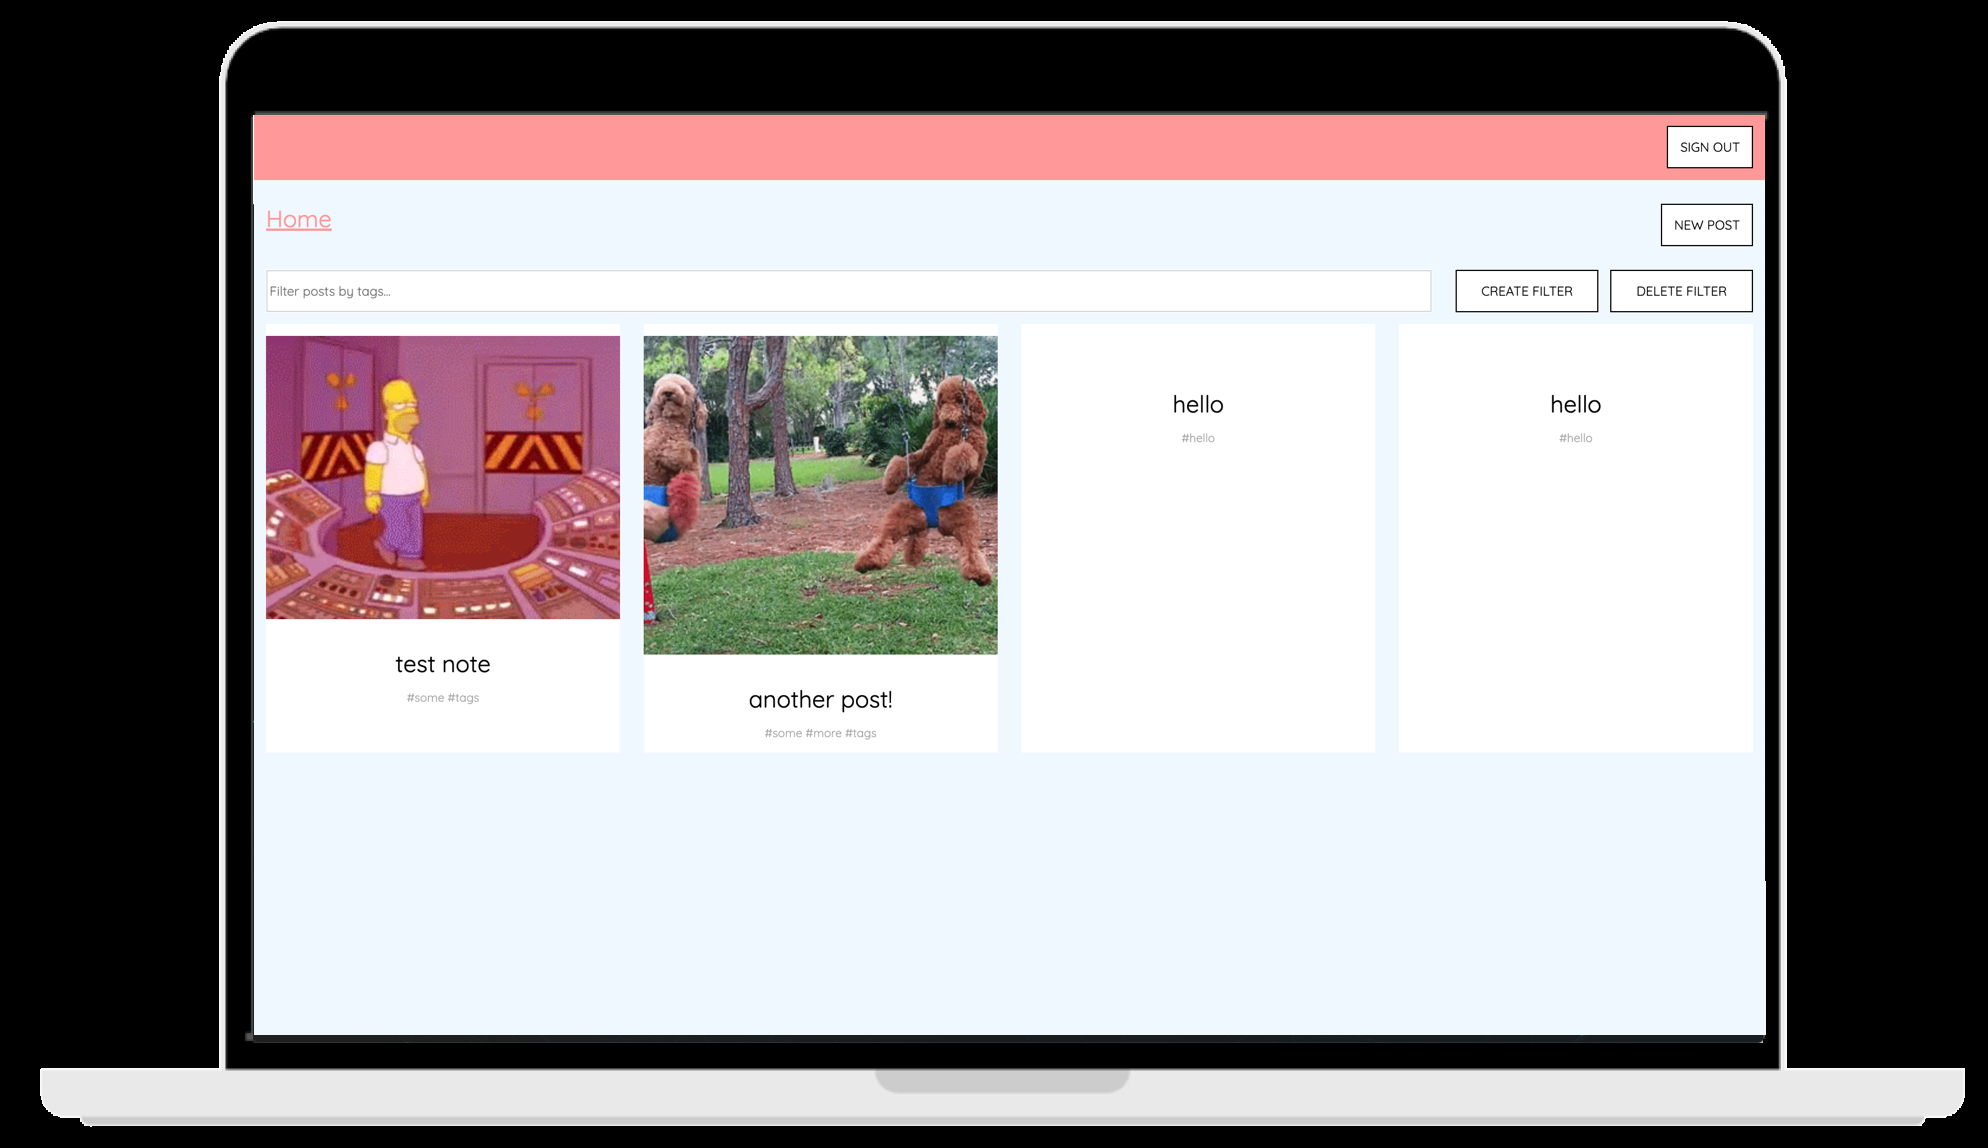 SIGN OUT
Home
NEW POST
Filter posts by tags...
CREATE FILTER
DELETE FILTER
test note
#some #tags
another post!
#some #more #tags
hello
#hello
hello
#hello